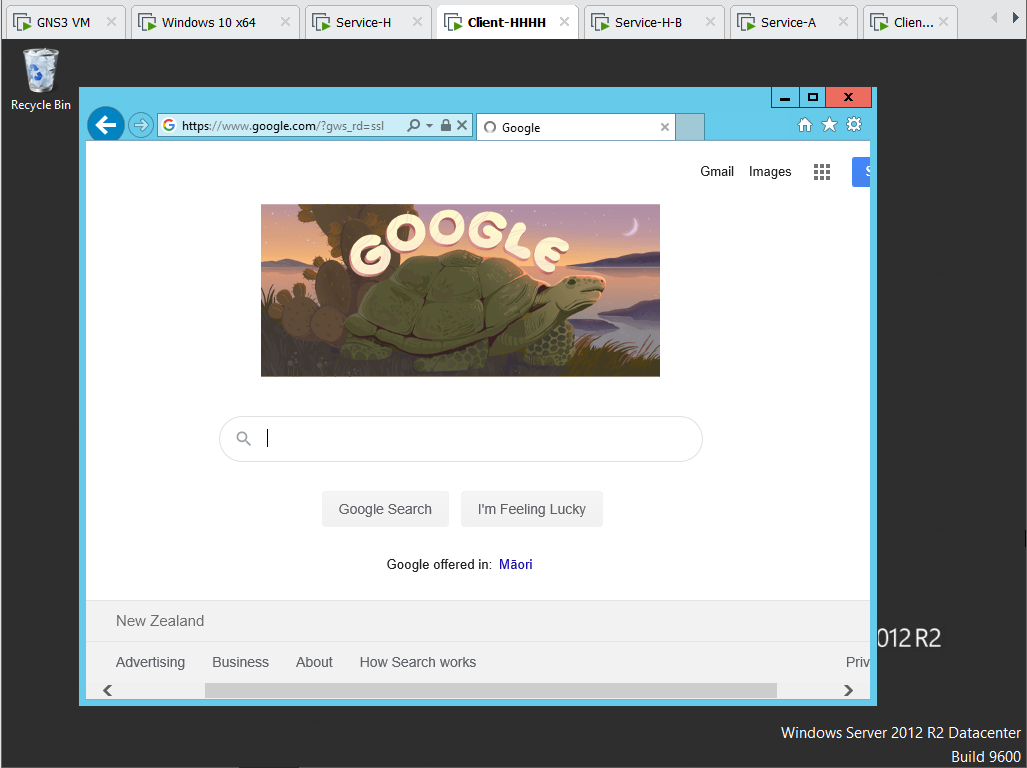 GNS3 VM
Windows 10 x64
Service-H
Client-HHHH
Service-H-B
Service-A
Clien...
Recycle Bin
https://www.google.com/?gws_rd=ssl
Google
Gmail Images S
GOOGLE
Google Search
I'm Feeling Lucky
Google offered in: Māori
New Zealand
Advertising Business About How Search works Priv
012 R2
Windows Server 2012 R2 Datacenter
Build 9600